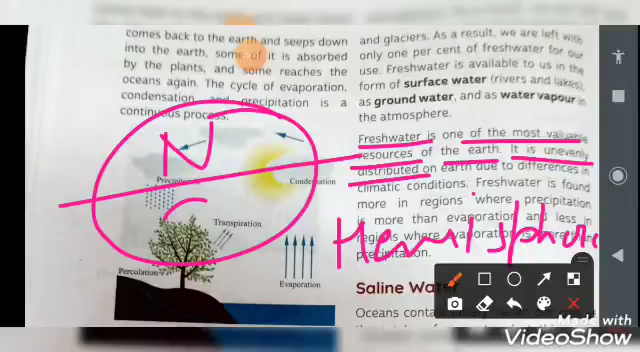 comes back to the earth and seeps down
into the earth, some of it is absorbed
by the plants, and some reaches the
oceans again. The cycle of evaporation,
condensation, and precipitation is a
continuous process.
N
Condensation
Transpiration
Percolation
Evaporation
and glaciers. As a result, we are left with
only one per cent of freshwater for our
use. Freshwater is available to us in the
form of surface water (rivers and lakes),
as ground water, and as water vapour in
the atmosphere.
Freshwater is one of the most valuable
resources of the earth. It is unevenly
distributed on earth due to differences in
climatic conditions. Freshwater is found
more in regions where precipitation
is more than evaporation and less in
regions where evaporation is more than
precipitation.
Hemisphere
Saline
Oceans
Made with
VideoShow